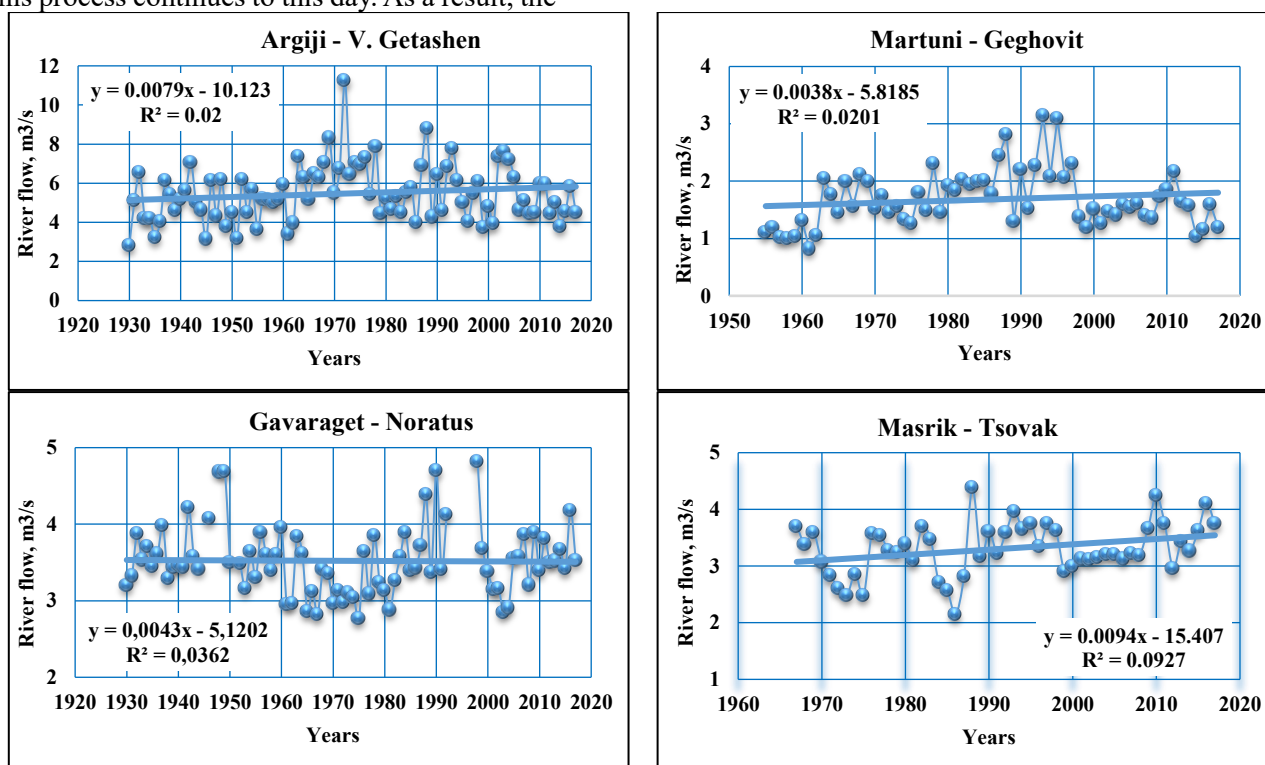 his process continues to this day. As a result, the
Argiji - V. Getashen
y = 0.0079x - 10.123
R² = 0.02
River flow, m3/s
12
10
8
6
4
2
0
1920 1930 1940 1950 1960 1970 1980 1990 2000 2010 2020
Years
Martuni - Geghovit
y = 0.0038x - 5.8185
R² = 0.0201
River flow, m3/s
4
3
2
1
0
1950 1960 1970 1980 1990 2000 2010 2020
Years
Gavaraget - Noratus
y = 0,0043x - 5,1202
R² = 0,0362
River flow, m3/s
5
4
3
2
1920 1930 1940 1950 1960 1970 1980 1990 2000 2010 2020
Years
Masrik - Tsovak
y = 0.0094x - 15.407
R² = 0.0927
River flow, m3/s
5
4
3
2
1
1960 1970 1980 1990 2000 2010 2020
Years